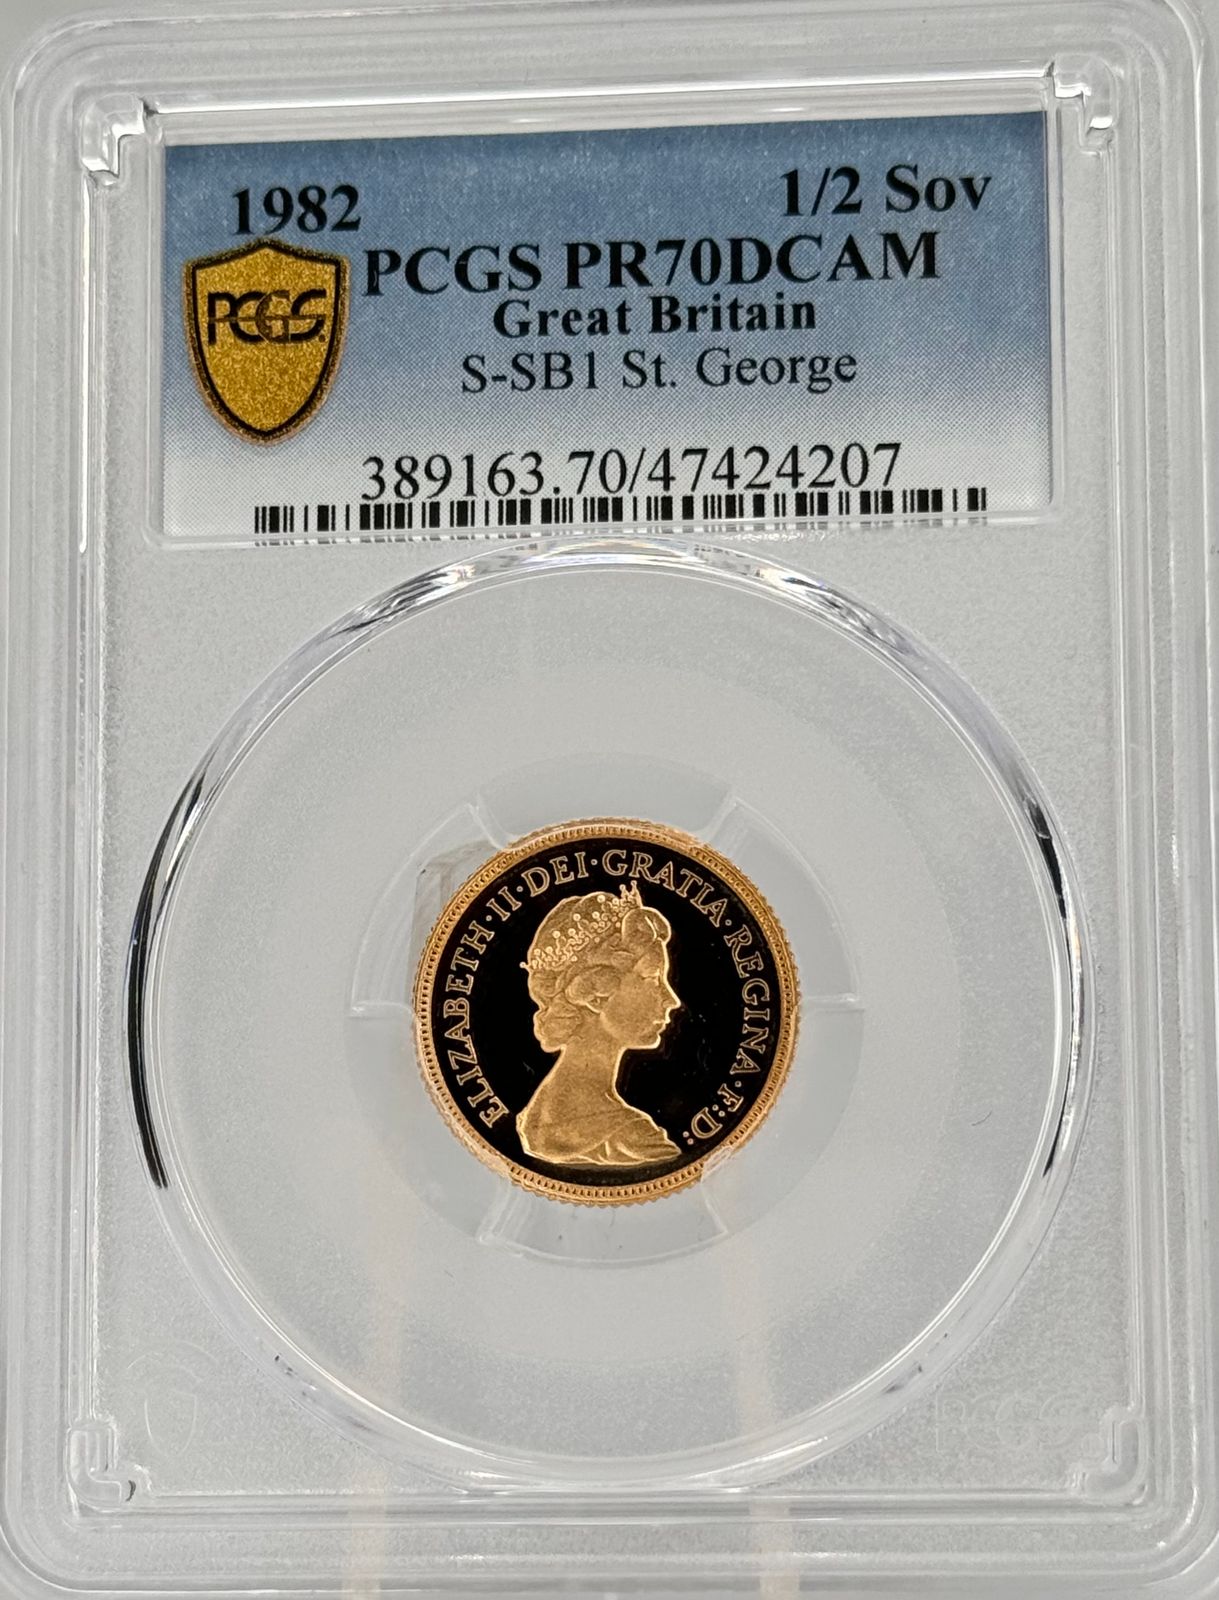 1982 1/2 Sov
PCGS PR70DCAM
PCGS
Great Britain
S-SB1 St. George
389163.70/47424207
ELIZABETH·II·DEI·GRATIA·REGINA·F:D:
PCGS